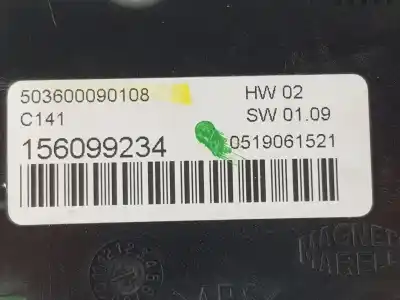 503600090108
HW 02
C141
SW 01.09
156099234
0519061521
MAGNETI
MARELLI